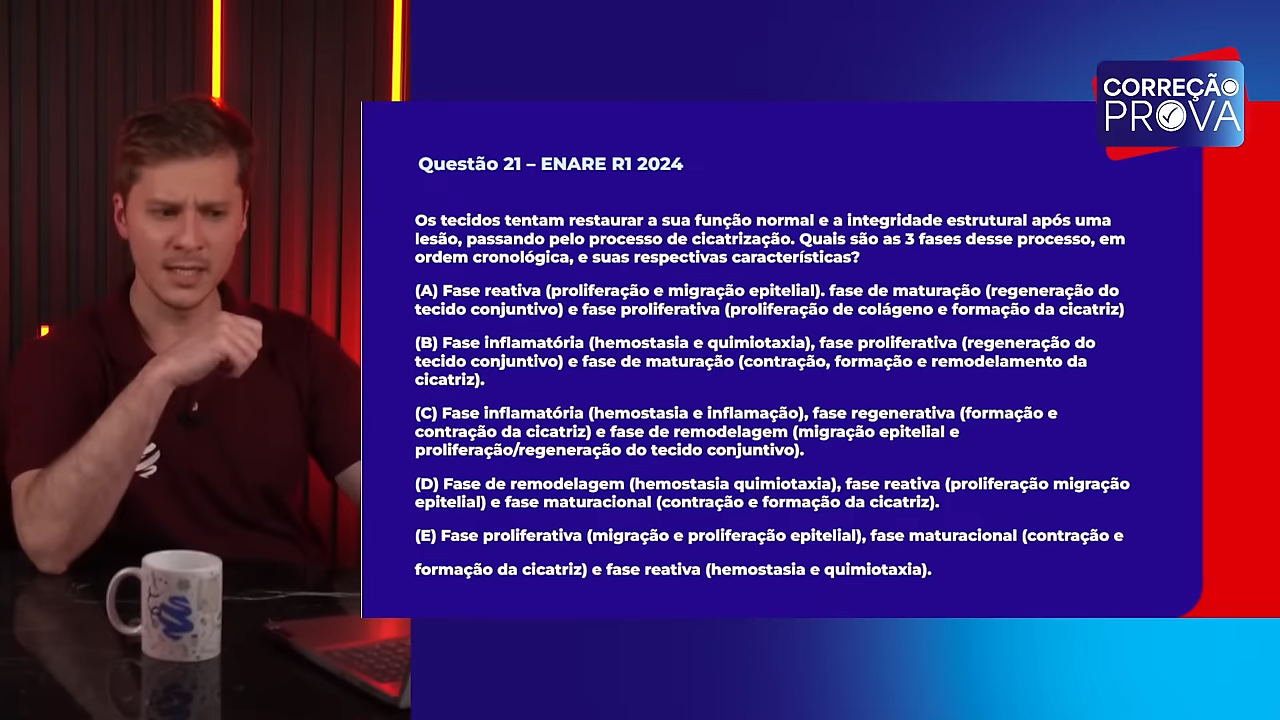 CORREÇÃO
PROVA
Questão 21 – ENARE R1 2024
Os tecidos tentam restaurar a sua função normal e a integridade estrutural após uma
lesão, passando pelo processo de cicatrização. Quais são as 3 fases desse processo, em
ordem cronológica, e suas respectivas características?
(A) Fase reativa (proliferação e migração epitelial). fase de maturação (regeneração do
tecido conjuntivo) e fase proliferativa (proliferação de colágeno e formação da cicatriz)
(B) Fase inflamatória (hemostasia e quimiotaxia), fase proliferativa (regeneração do
tecido conjuntivo) e fase de maturação (contração, formação e remodelamento da
cicatriz).
(C) Fase inflamatória (hemostasia e inflamação), fase regenerativa (formação e
contração da cicatriz) e fase de remodelagem (migração epitelial e
proliferação/regeneração do tecido conjuntivo).
(D) Fase de remodelagem (hemostasia quimiotaxia), fase reativa (proliferação migração
epitelial) e fase maturacional (contração e formação da cicatriz).
(E) Fase proliferativa (migração e proliferação epitelial), fase maturacional (contração e
formação da cicatriz) e fase reativa (hemostasia e quimiotaxia).